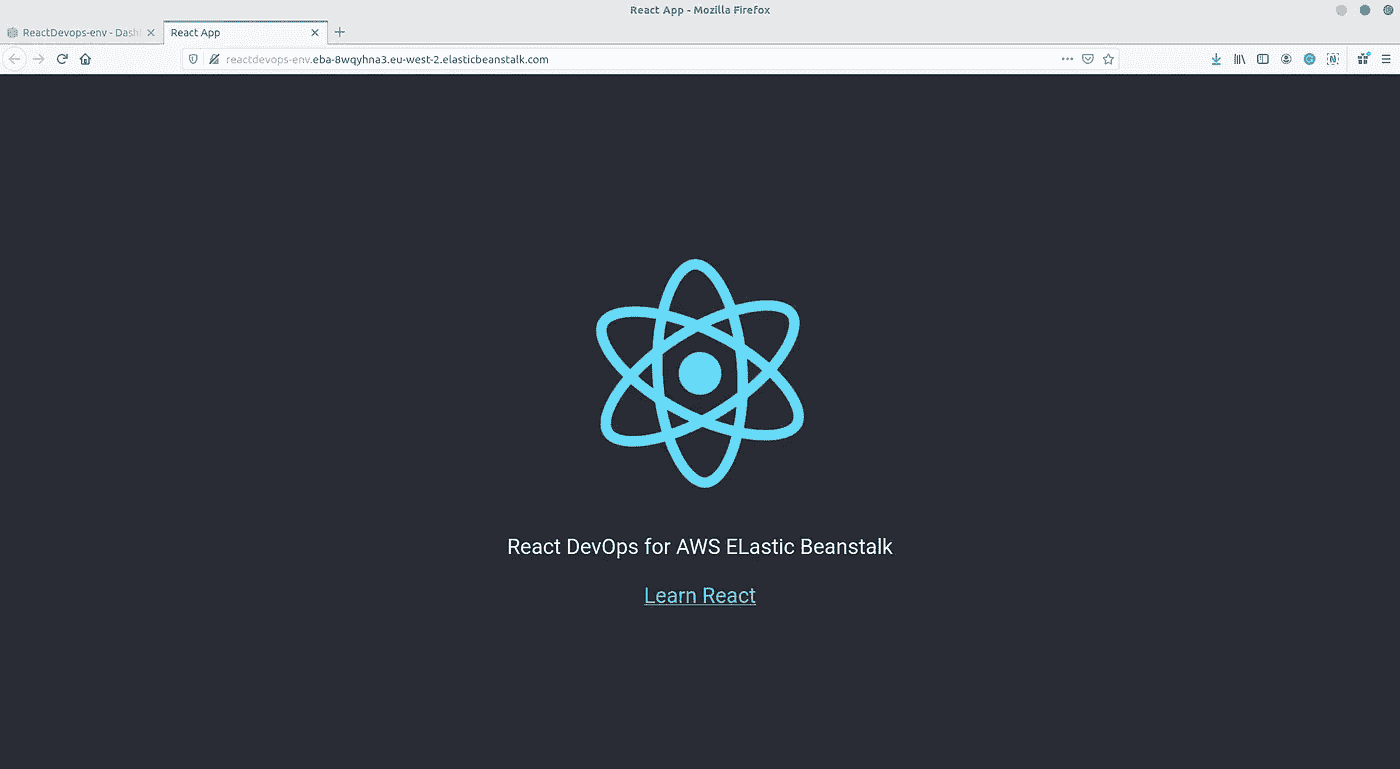 React App - Mozilla Firefox
ReactDevops-env - Dash
React App
reactdevops-env.eba-8wqyhna3.eu-west-2.elasticbeanstalk.com
React DevOps for AWS ELastic Beanstalk
Learn React